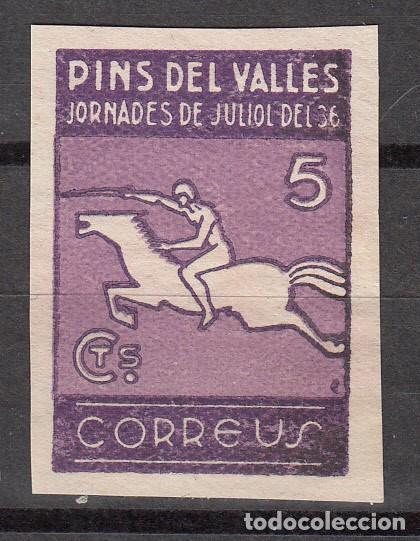 PINS DEL VALLES
JORNADES DE JULIOL DEL 36
5
CTS.
CORREUS
todocoleccion